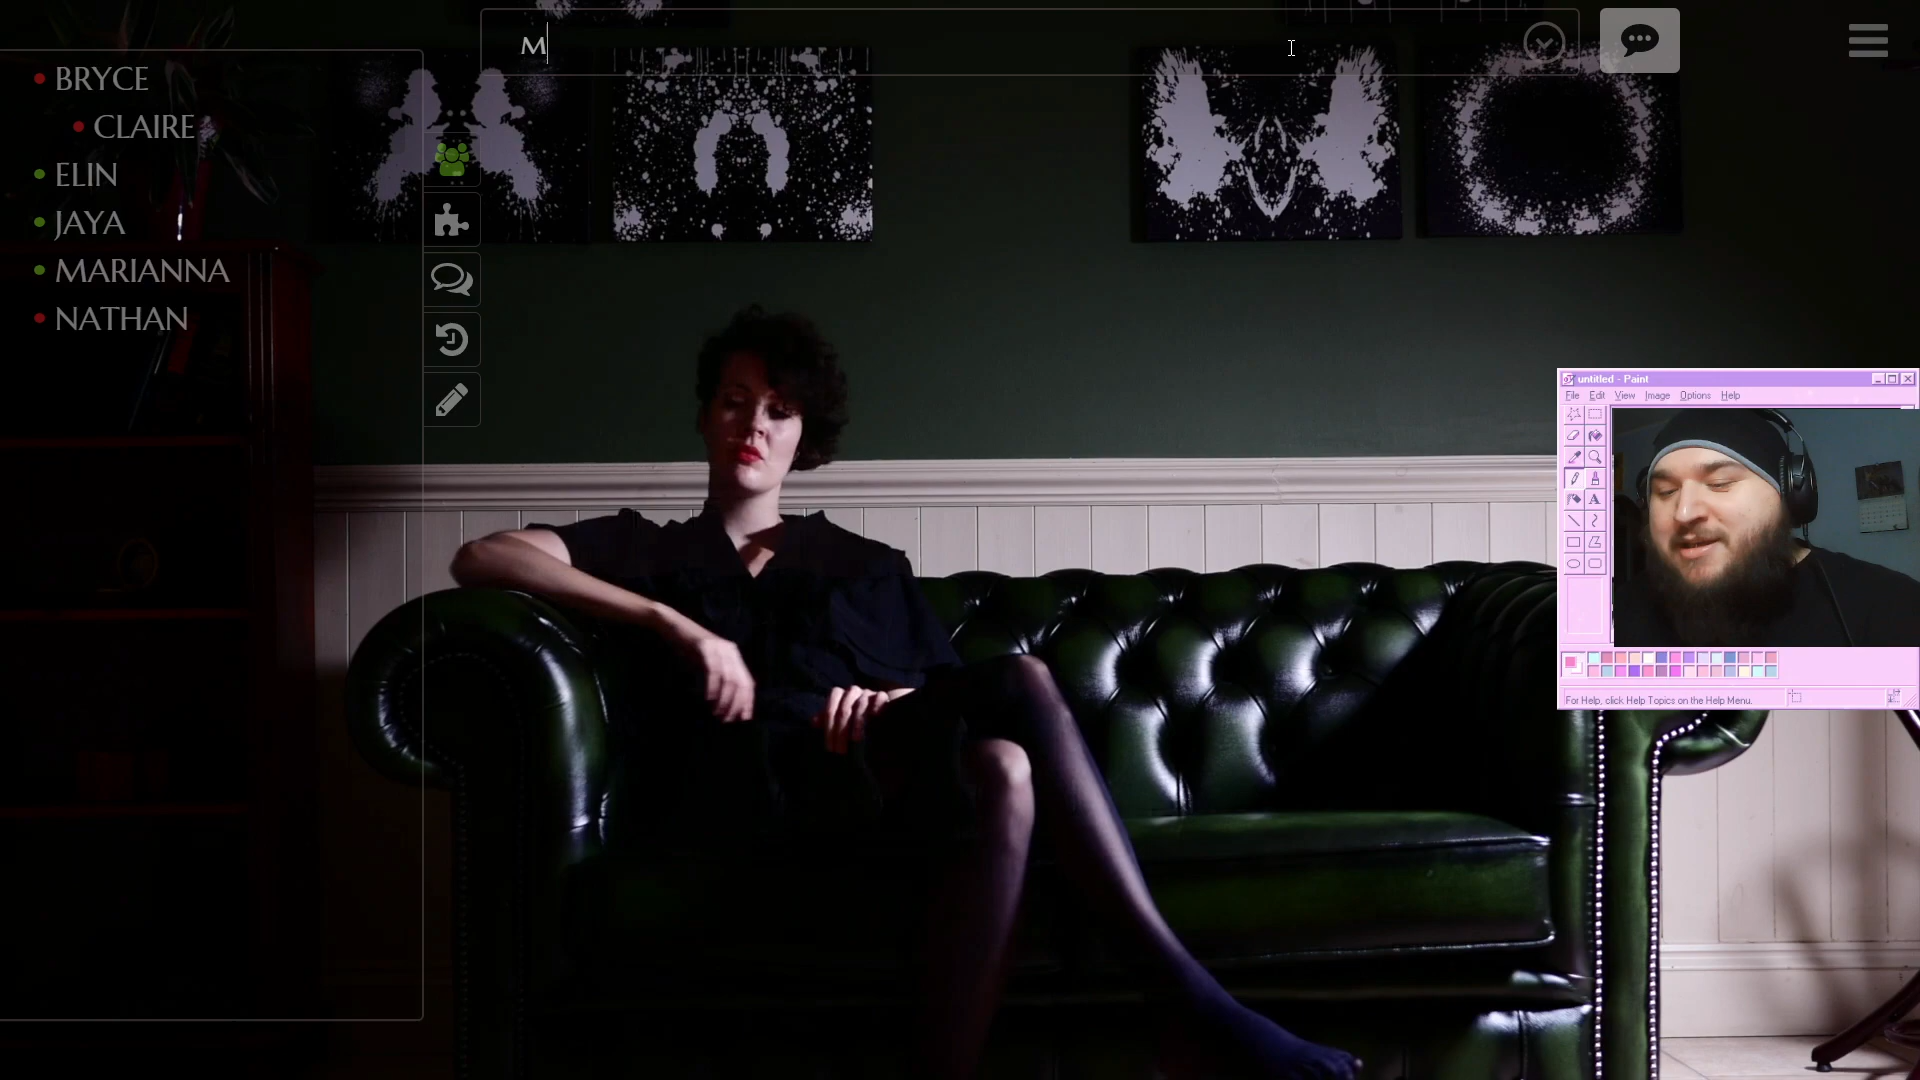 M
BRYCE
CLAIRE
ELIN
JAYA
MARIANNA
NATHAN
untitled - Paint
File Edit View Image Options Help
For Help, click Help Topics on the Help Menu.